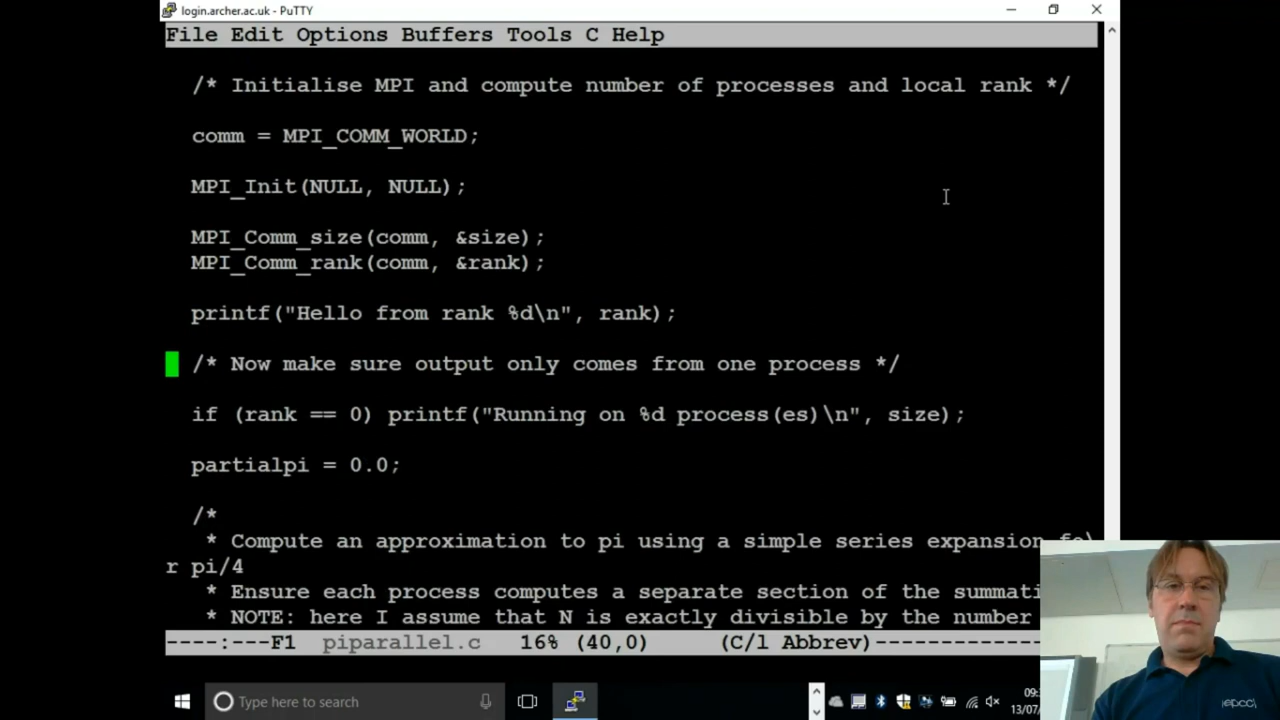 login.archer.ac.uk - PuTTY
File Edit Options Buffers Tools C Help
/* Initialise MPI and compute number of processes and local rank */
comm = MPI_COMM_WORLD;
MPI_Init(NULL, NULL);
MPI_Comm_size(comm, &size);
MPI_Comm_rank(comm, &rank);
printf("Hello from rank %d\n", rank);
/* Now make sure output only comes from one process */
if (rank == 0) printf("Running on %d process(es)\n", size);
partialpi = 0.0;
/*
* Compute an approximation to pi using a simple series expansion fo\
r pi/4
* Ensure each process computes a separate section of the summati
* NOTE: here I assume that N is exactly divisible by the number
----:---F1 piparallel.c 16% (40,0) (C/l Abbrev)----------------
Type here to search
09:
13/07
|epcc|